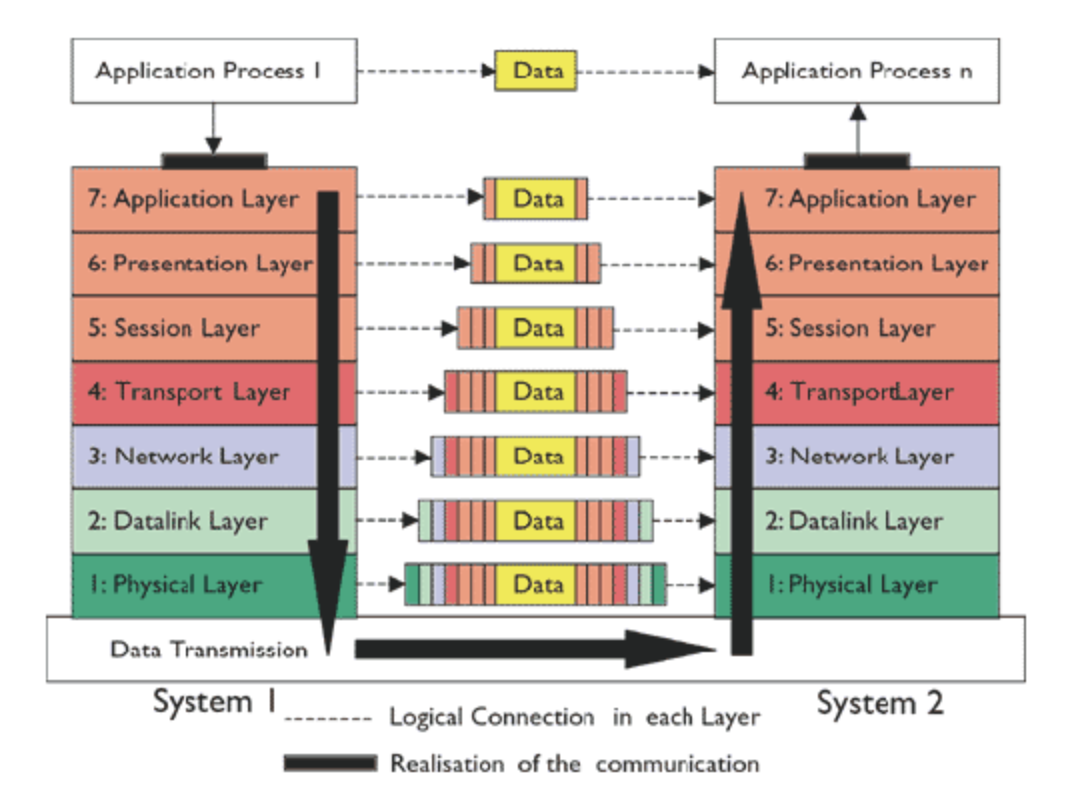 Application Process 1
Data
Application Process n
7: Application Layer
Data
7: Application Layer
6: Presentation Layer
Data
6: Presentation Layer
5: Session Layer
Data
5: Session Layer
4: Transport Layer
Data
4: TransportLayer
3: Network Layer
Data
3: Network Layer
2: Datalink Layer
Data
2: Datalink Layer
1: Physical Layer
Data
1: Physical Layer
Data Transmission
System 1
System 2
Logical Connection in each Layer
Realisation of the communication